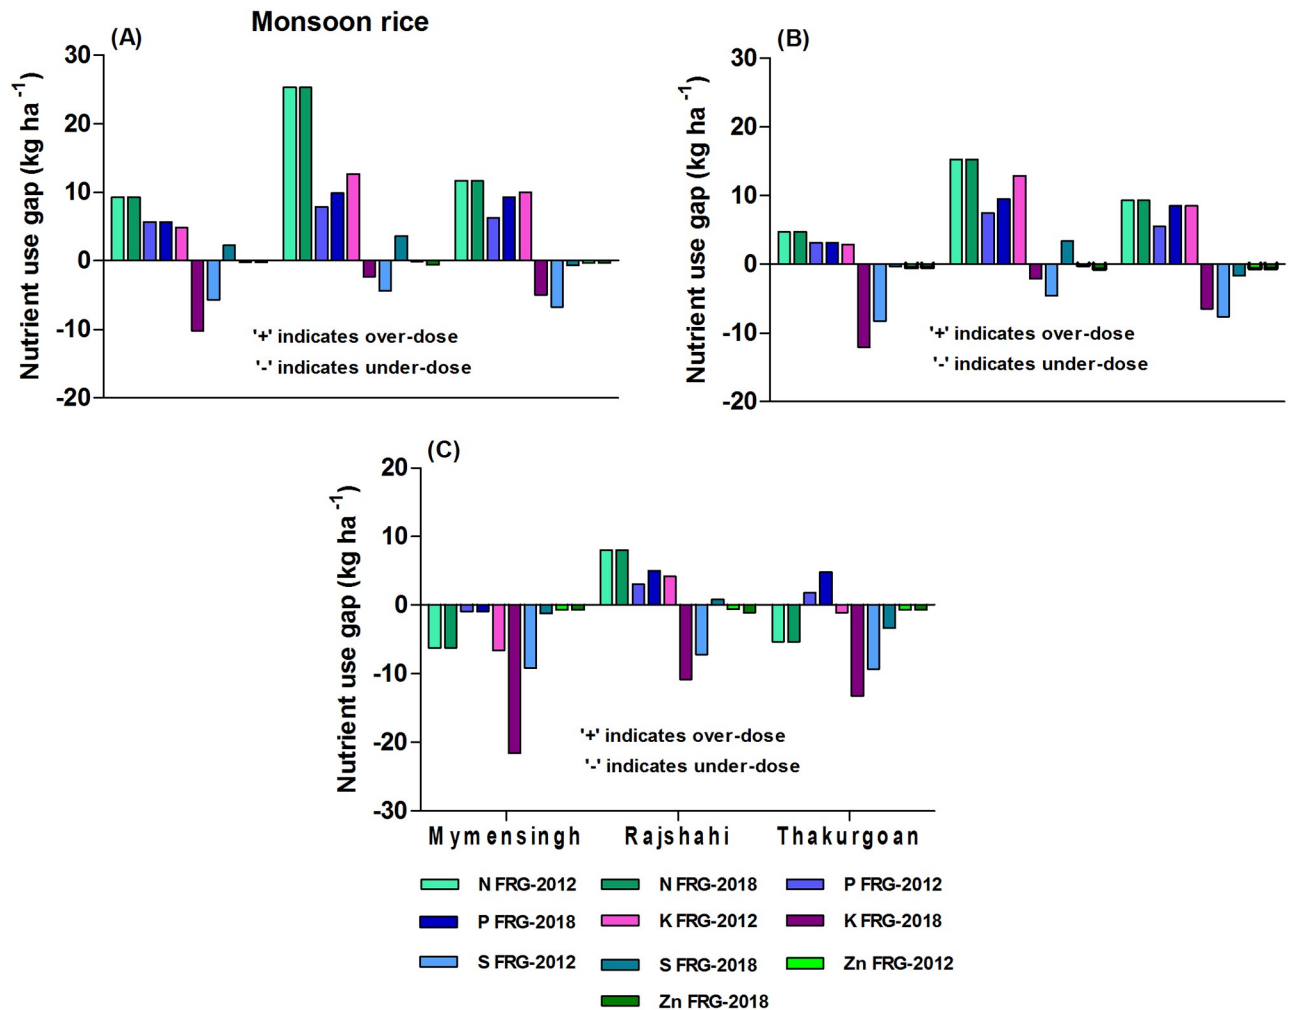 Monsoon rice
(A)
Nutrient use gap (kg ha⁻¹)
30
20
10
0
-10
-20
'+' indicates over-dose
'-' indicates under-dose
(B)
Nutrient use gap (kg ha⁻¹)
30
20
10
0
-10
-20
'+' indicates over-dose
'-' indicates under-dose
(C)
Nutrient use gap (kg ha⁻¹)
20
10
0
-10
-20
-30
'+' indicates over-dose
'-' indicates under-dose
Mymensingh Rajshahi Thakurgoan
N FRG-2012 N FRG-2018 P FRG-2012
P FRG-2018 K FRG-2012 K FRG-2018
S FRG-2012 S FRG-2018 Zn FRG-2012
Zn FRG-2018